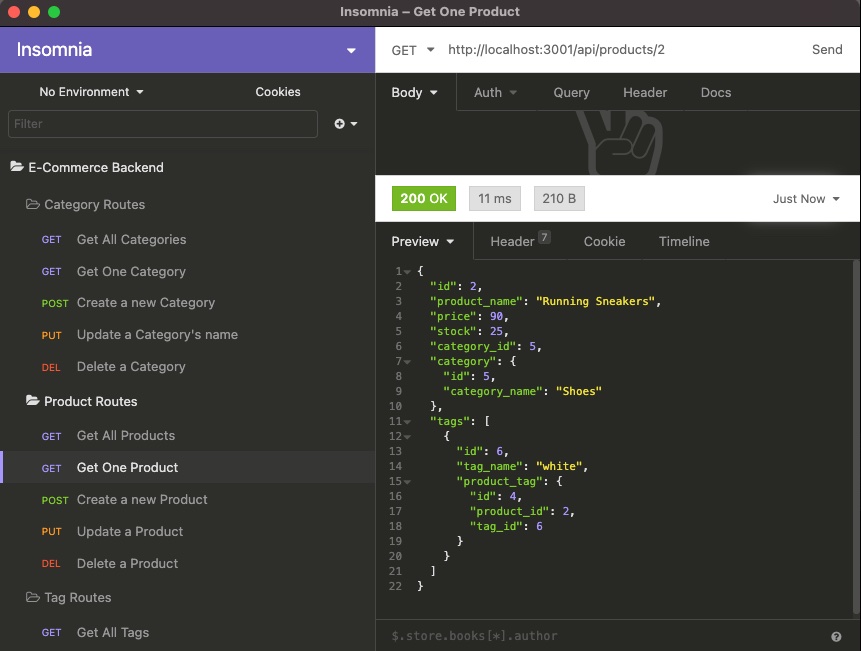 Insomnia – Get One Product
Insomnia
No Environment
Cookies
Filter
E-Commerce Backend
Category Routes
GET Get All Categories
GET Get One Category
POST Create a new Category
PUT Update a Category's name
DEL Delete a Category
Product Routes
GET Get All Products
GET Get One Product
POST Create a new Product
PUT Update a Product
DEL Delete a Product
Tag Routes
GET Get All Tags
GET http://localhost:3001/api/products/2 Send
Body Auth Query Header Docs
200 OK 11 ms 210 B Just Now
Preview Header 7 Cookie Timeline
1 {
2 "id": 2,
3 "product_name": "Running Sneakers",
4 "price": 90,
5 "stock": 25,
6 "category_id": 5,
7 "category": {
8 "id": 5,
9 "category_name": "Shoes"
10 },
11 "tags": [
12 {
13 "id": 6,
14 "tag_name": "white",
15 "product_tag": {
16 "id": 4,
17 "product_id": 2,
18 "tag_id": 6
19 }
20 }
21 ]
22 }
$.store.books[*].author